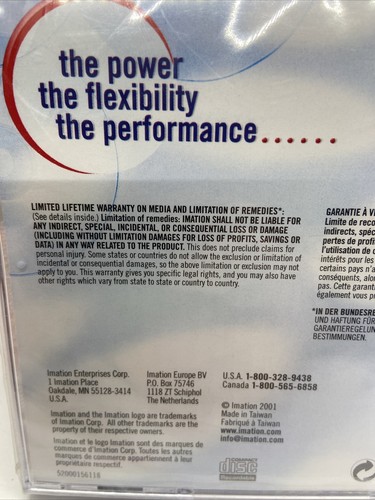 the power
the flexibility
the performance......
LIMITED LIFETIME WARRANTY ON MEDIA AND LIMITATION OF REMEDIES*:
(See details inside.) Limitation of remedies: IMATION SHALL NOT BE LIABLE FOR
ANY INDIRECT, SPECIAL, INCIDENTAL, OR CONSEQUENTIAL LOSS OR DAMAGE
(INCLUDING WITHOUT LIMITATION DAMAGES FOR LOSS OF PROFITS, SAVINGS OR
DATA) IN ANY WAY RELATED TO THE PRODUCT. This does not preclude claims for
personal injury. Some states or countries do not allow the exclusion or limitation of
incidental or consequential damages, so the above limitation or exclusion may not
apply to you. This warranty gives you specific legal rights, and you may also have
other rights which vary from state to state or country to country.
GARANTIE À V
Limite de reco
indirects, spéc
pertes de profi
l'utilisation de
intérêts pour les
certains pays n'a
conséquents, alor
pas. Cette garant
également vous p
*IN DER BUNDESRE
UND HAFTUNG FÜR
GARANTIEREGELUN
BESTIMMUNGEN.
Imation Enterprises Corp.
1 Imation Place
Oakdale, MN 55128-3414
U.S.A.
Imation Europe BV
P.O. Box 75746
1118 ZT Schiphol
The Netherlands
U.S.A. 1-800-328-9438
Canada 1-800-565-6858
© Imation 2001
Made in Taiwan
Fabriqué à Taiwan
www.imation.com
info@imation.com
Imation and the Imation logo are trademarks
of Imation Corp. All other trademarks are the
property of their respective owners.
Imation et le logo Imation sont des marques de
commerce d'Imation Corp. Toutes les autres
marques de commerce appartiennent à leur
propriétaire respectif.
52000156118
disc